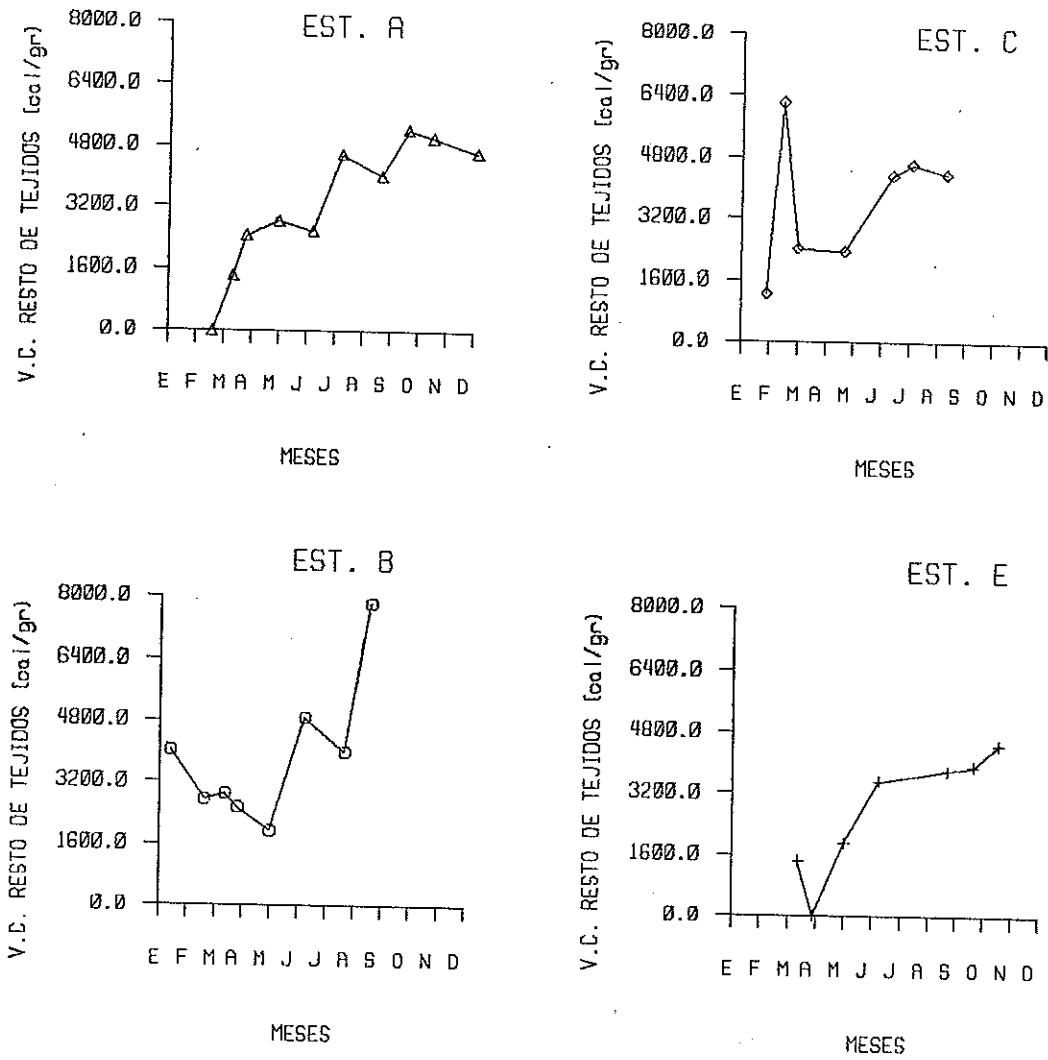 EST. A
V.C. RESTO DE TEJIDOS [cal/gr]
8000.0
6400.0
4800.0
3200.0
1600.0
0.0
E F M A M J J A S O N D
MESES
EST. C
V.C. RESTO DE TEJIDOS [cal/gr]
8000.0
6400.0
4800.0
3200.0
1600.0
0.0
E F M A M J J A S O N D
MESES
EST. B
V.C. RESTO DE TEJIDOS [cal/gr]
8000.0
6400.0
4800.0
3200.0
1600.0
0.0
E F M A M J J A S O N D
MESES
EST. E
V.C. RESTO DE TEJIDOS [cal/gr]
8000.0
6400.0
4800.0
3200.0
1600.0
0.0
E F M A M J J A S O N D
MESES